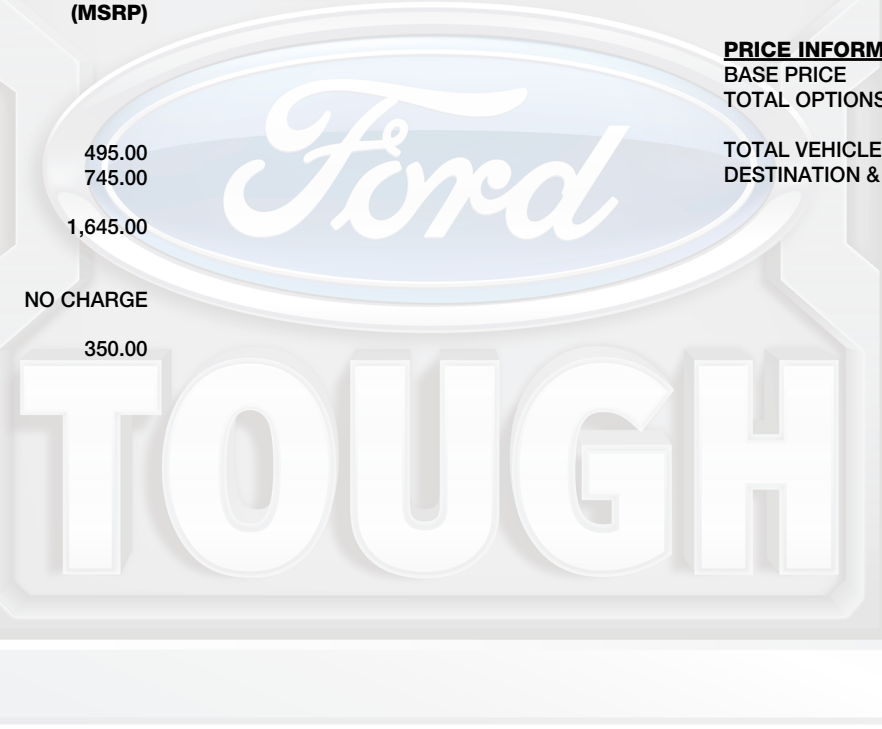 (MSRP)
495.00
745.00
1,645.00
NO CHARGE
350.00
PRICE INFORM
BASE PRICE
TOTAL OPTIONS
TOTAL VEHICLE
DESTINATION &
Ford
TOUGH